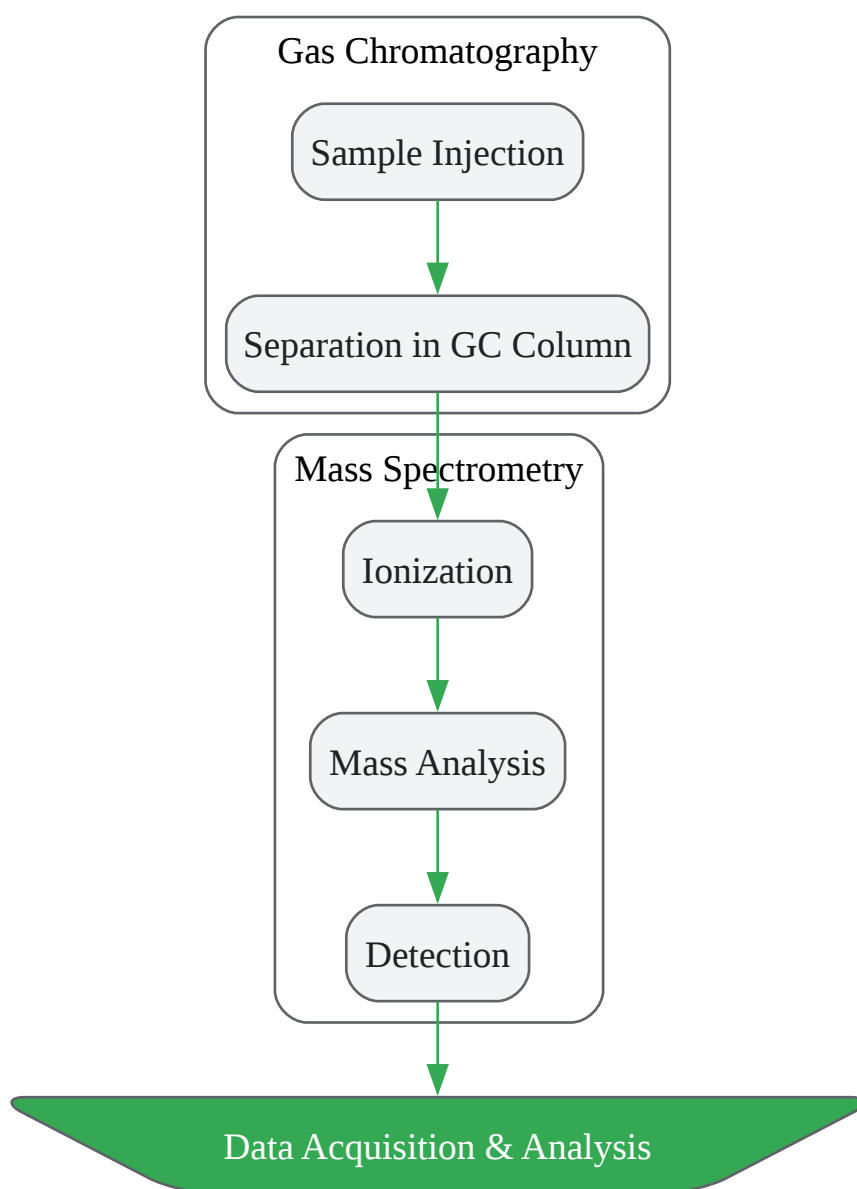 Gas Chromatography
Sample Injection
Separation in GC Column
Mass Spectrometry
Ionization
Mass Analysis
Detection
Data Acquisition & Analysis